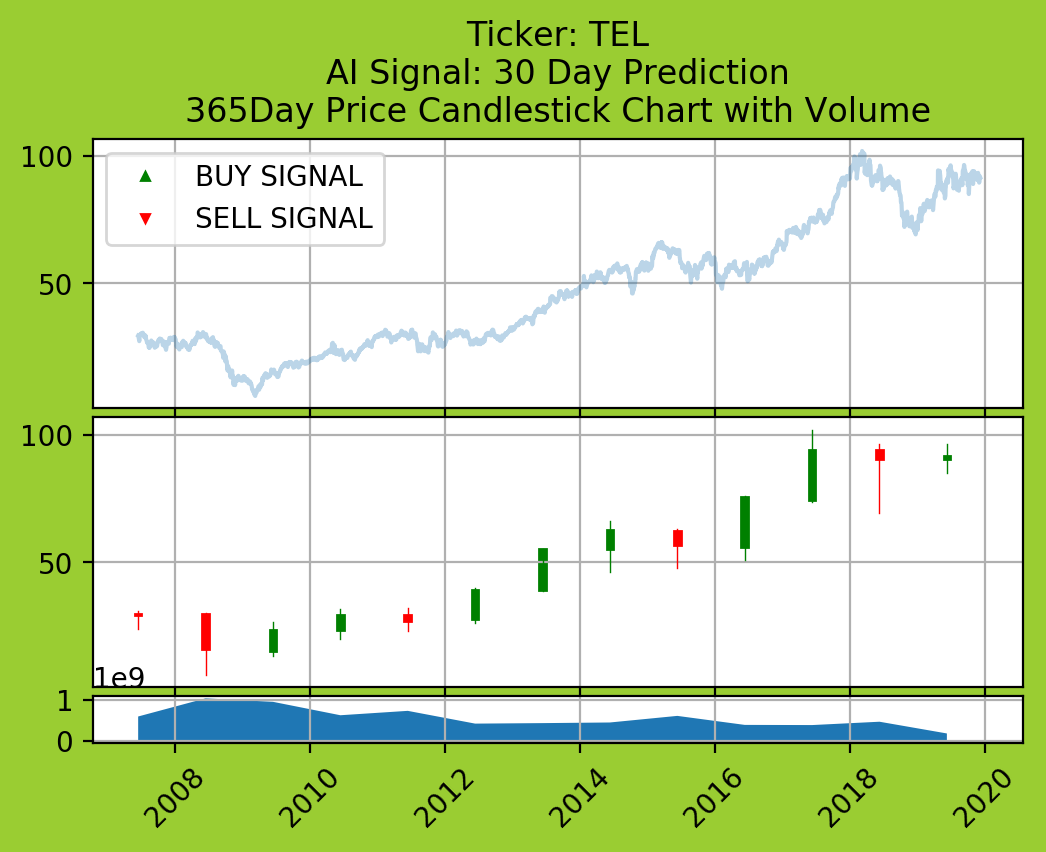 Ticker: TEL
AI Signal: 30 Day Prediction
365Day Price Candlestick Chart with Volume
100
BUY SIGNAL
SELL SIGNAL
50
100
50
1e9
1
0
2008
2010
2012
2014
2016
2018
2020